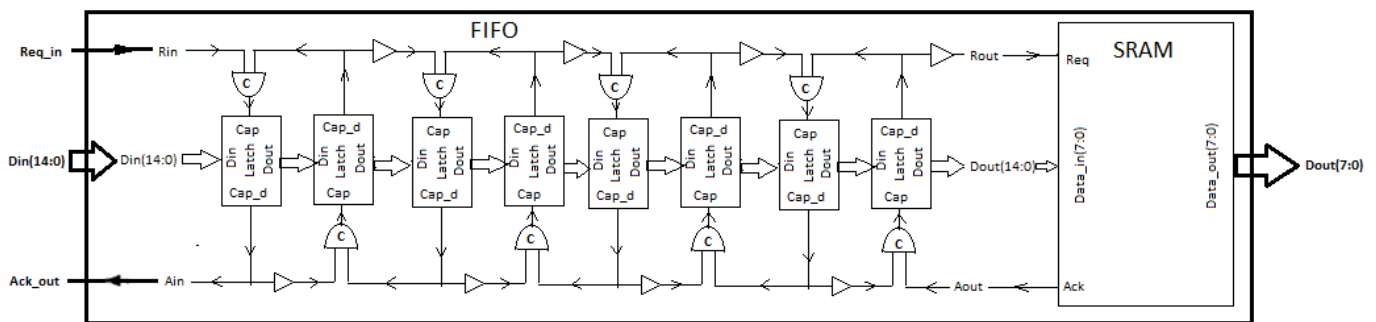 FIFO
SRAM
Req_in
Rin
Rout
Req
C
C
C
C
Cap
Din
Latch
Dout
Cap_d
Cap_d
Din
Latch
Dout
Cap
Cap
Din
Latch
Dout
Cap_d
Cap_d
Din
Latch
Dout
Cap
Cap
Din
Latch
Dout
Cap_d
Cap_d
Din
Latch
Dout
Cap
Cap
Din
Latch
Dout
Cap_d
Cap_d
Din
Latch
Dout
Cap
Din(14:0)
Din(14:0)
Dout(14:0)
Data_in(7:0)
Data_out(7:0)
Dout(7:0)
C
C
C
C
Ack_out
Ain
Aout
Ack